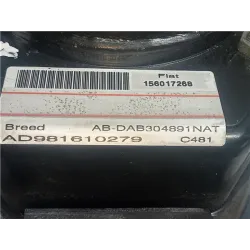 Fiat
156017268
Breed AB-DAB304891NAT
AD981610279 C481